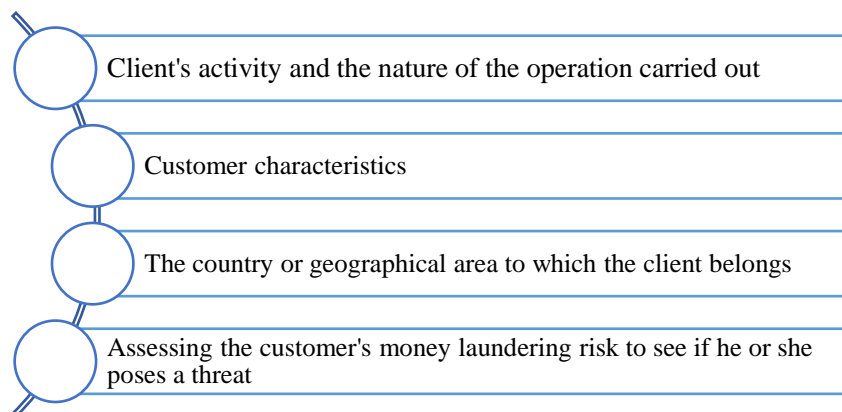 Client's activity and the nature of the operation carried out
Customer characteristics
The country or geographical area to which the client belongs
Assessing the customer's money laundering risk to see if he or she
poses a threat